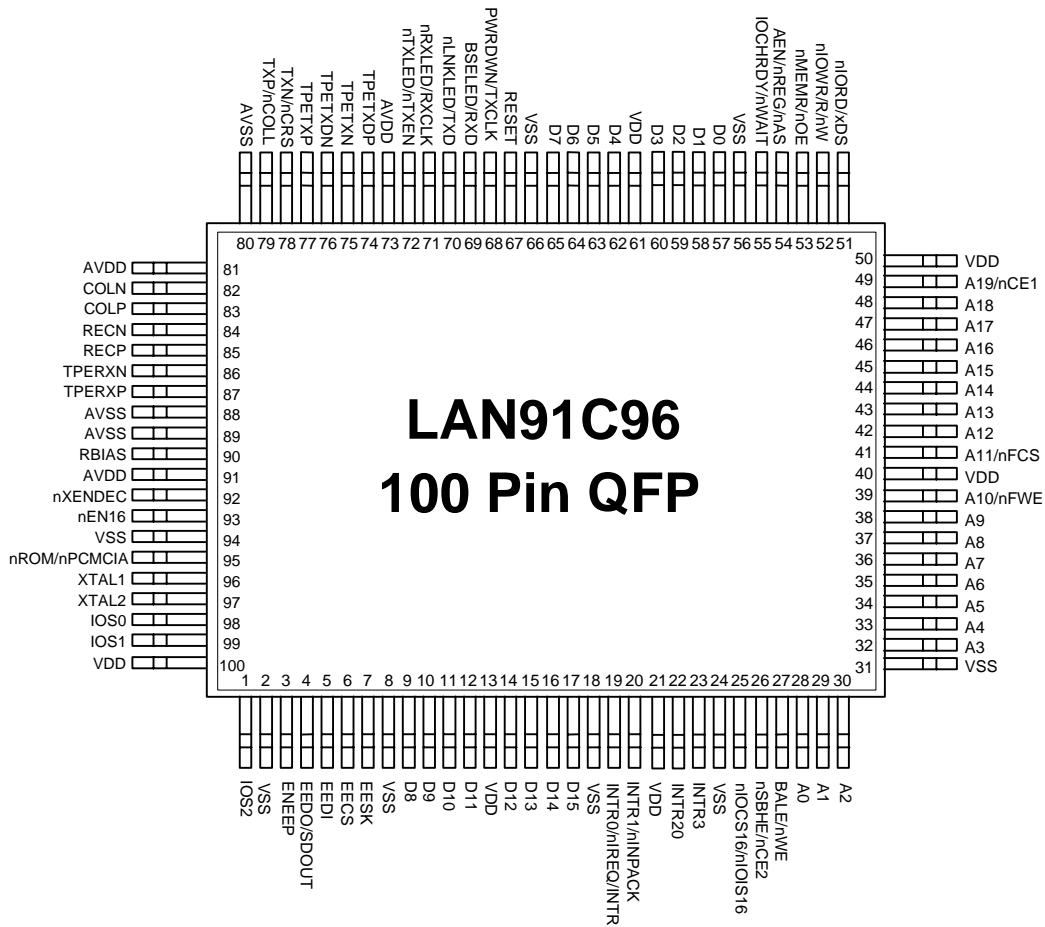 AVSS
TXP/nCOLL
TXN/nCRS
TPETXP
TPETXDN
TPETXN
TPETXDP
AVDD
nTXLED/nTXEN
nRXLED/RXCLK
nLNKLED/TXD
BSELED/RXD
PWRDWN/TXCLK
RESET
VSS
D7
D6
D5
D4
VDD
D3
D2
D1
D0
VSS
IOCHRDY/nWAIT
AEN/nREG/nAS
nMEMR/nOE
nIOWR/R/nW
nIORD/xDS
80 79 78 77 76 75 74 73 72 71 70 69 68 67 66 65 64 63 62 61 60 59 58 57 56 55 54 53 52 51
AVDD 81
COLN 82
COLP 83
RECN 84
RECP 85
TPERXN 86
TPERXP 87
AVSS 88
AVSS 89
RBIAS 90
AVDD 91
nXENDEC 92
nEN16 93
VSS 94
nROM/nPCMCIA 95
XTAL1 96
XTAL2 97
IOS0 98
IOS1 99
VDD 100
LAN91C96
100 Pin QFP
50 VDD
49 A19/nCE1
48 A18
47 A17
46 A16
45 A15
44 A14
43 A13
42 A12
41 A11/nFCS
40 VDD
39 A10/nFWE
38 A9
37 A8
36 A7
35 A6
34 A5
33 A4
32 A3
31 VSS
1 2 3 4 5 6 7 8 9 10 11 12 13 14 15 16 17 18 19 20 21 22 23 24 25 26 27 28 29 30
IOS2
VSS
ENEEP
EEDO/SDOUT
EEDI
EECS
EESK
VSS
D8
D9
D10
D11
VDD
D12
D13
D14
D15
VSS
INTR0/nIREQ/INTR
INTR1/nINPACK
VDD
INTR20
INTR3
VSS
nIOCS16/nIOIS16
nSBHE/nCE2
BALE/nWE
A0
A1
A2